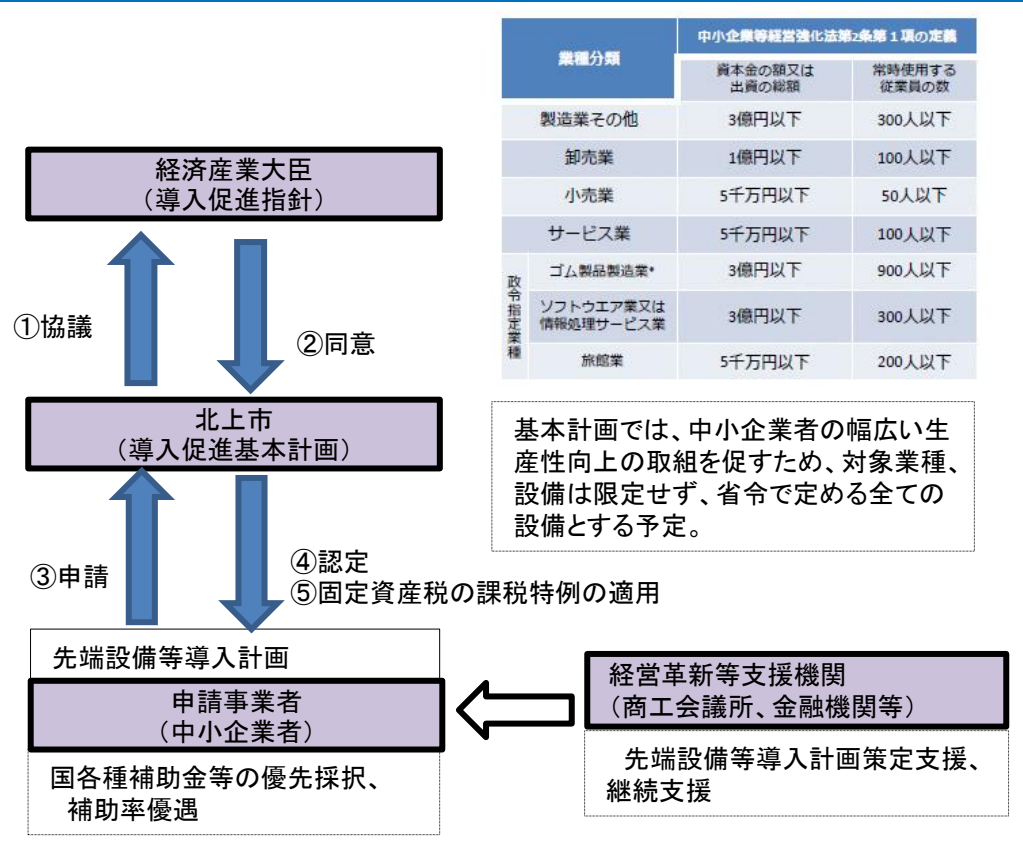 業種分類
中小企業等経営強化法第2条第1項の定義
資本金の額又は
出資の総額
常時使用する
従業員の数
製造業その他 3億円以下 300人以下
卸売業 1億円以下 100人以下
小売業 5千万円以下 50人以下
サービス業 5千万円以下 100人以下
政令指定業種
ゴム製品製造業* 3億円以下 900人以下
ソフトウエア業又は
情報処理サービス業
3億円以下 300人以下
旅館業 5千万円以下 200人以下
経済産業大臣
（導入促進指針）
①協議
②同意
北上市
（導入促進基本計画）
基本計画では、中小企業者の幅広い生
産性向上の取組を促すため、対象業種、
設備は限定せず、省令で定める全ての
設備とする予定。
③申請
④認定
⑤固定資産税の課税特例の適用
先端設備等導入計画
申請事業者
（中小企業者）
国各種補助金等の優先採択、
補助率優遇
経営革新等支援機関
（商工会議所、金融機関等）
先端設備等導入計画策定支援、
継続支援